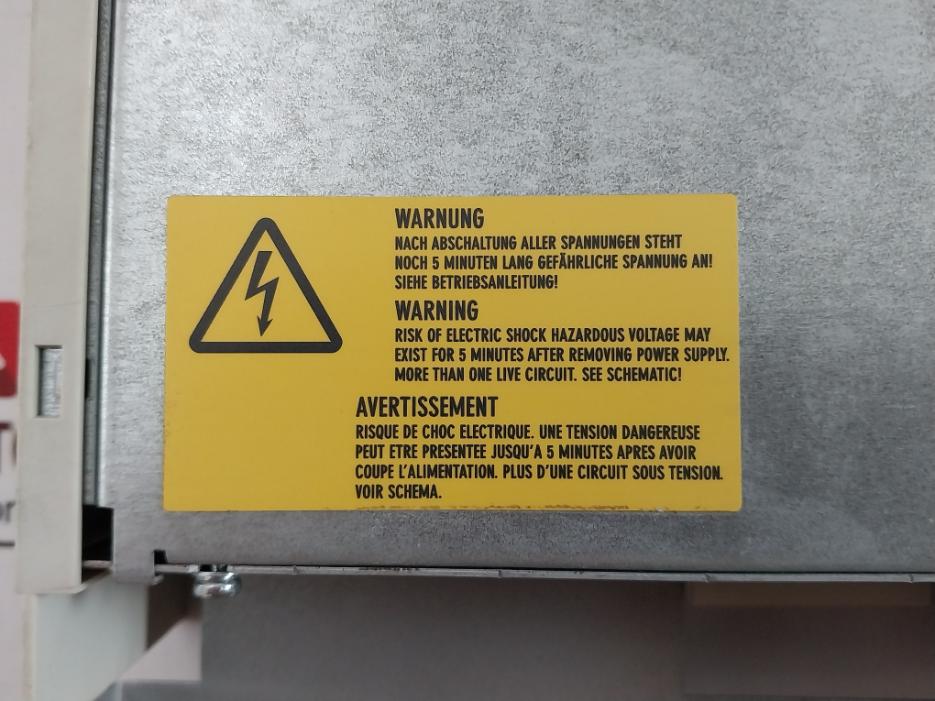 WARNUNG
NACH ABSCHALTUNG ALLER SPANNUNGEN STEHT
NOCH 5 MINUTEN LANG GEFÄHRLICHE SPANNUNG AN!
SIEHE BETRIEBSANLEITUNG!
WARNING
RISK OF ELECTRIC SHOCK HAZARDOUS VOLTAGE MAY
EXIST FOR 5 MINUTES AFTER REMOVING POWER SUPPLY.
MORE THAN ONE LIVE CIRCUIT. SEE SCHEMATIC!
AVERTISSEMENT
RISQUE DE CHOC ELECTRIQUE. UNE TENSION DANGEREUSE
PEUT ETRE PRESENTEE JUSQU'A 5 MINUTES APRES AVOIR
COUPE L'ALIMENTATION. PLUS D'UNE CIRCUIT SOUS TENSION.
VOIR SCHEMA.